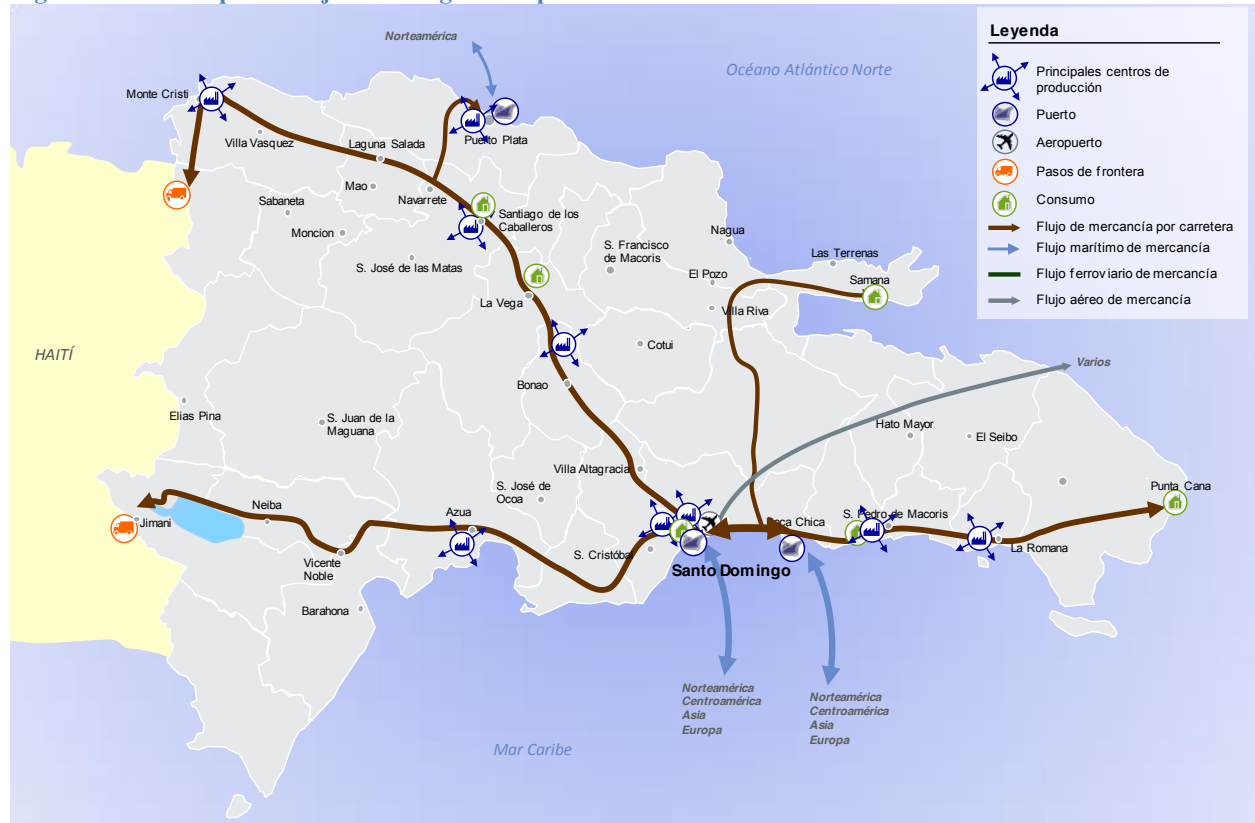 Norteamérica
Océano Atlántico Norte
Leyenda
Principales centros de
producción
Puerto
Aeropuerto
Pasos de frontera
Consumo
Flujo de mercancía por carretera
Flujo marítimo de mercancía
Flujo ferroviario de mercancía
Flujo aéreo de mercancía
Monte Cristi
Villa Vasquez
Laguna Salada
Puerto Plata
Mao
Navarrete
Sabaneta
Santiago de los
Caballeros
Moncion
S. José de las Matas
S. Francisco
de Macoris
Nagua
Las Terrenas
El Pozo
Samana
La Vega
Villa Riva
HAITÍ
Cotui
Varios
Bonao
Elias Pina
S. Juan de la
Maguana
Hato Mayor
El Seibo
Villa Altagracia
Punta Cana
S. José de
Ocoa
Neiba
Azua
Jimani
S. Pedro de Macoris
S. Cristóbal
La Romana
Vicente
Noble
Santo Domingo
Barahona
Norteamérica
Centroamérica
Asia
Europa
Norteamérica
Centroamérica
Asia
Europa
Mar Caribe